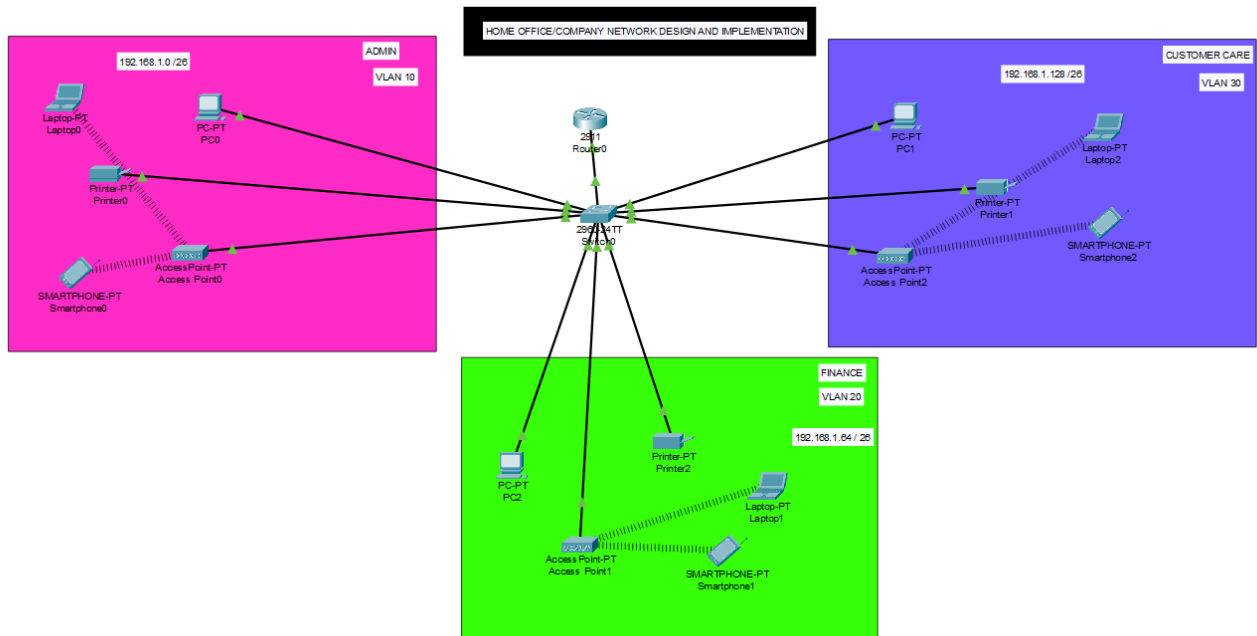 HOME OFFICE/COMPANY NETWORK DESIGN AND IMPLEMENTATION
ADMIN
192.168.1.0 /26
VLAN 10
Laptop-PT
Laptop0
PC-PT
PC0
Printer-PT
Printer0
AccessPoint-PT
Access Point0
SMARTPHONE-PT
Smartphone0
2911
Router0
2960-24TT
Switch0
CUSTOMER CARE
192.168.1.128 /26
VLAN 30
PC-PT
PC1
Laptop-PT
Laptop2
Printer-PT
Printer1
SMARTPHONE-PT
Smartphone2
AccessPoint-PT
Access Point2
FINANCE
VLAN 20
192.168.1.64 / 26
Printer-PT
Printer2
PC-PT
PC2
Laptop-PT
Laptop1
AccessPoint-PT
Access Point1
SMARTPHONE-PT
Smartphone1